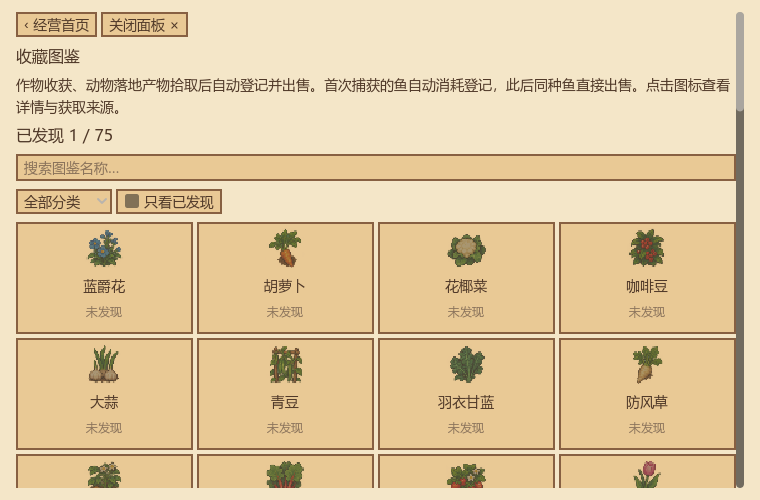 ‹ 经营首页
关闭面板 ×
收藏图鉴
作物收获、动物落地产物拾取后自动登记并出售。首次捕获的鱼自动消耗登记，此后同种鱼直接出售。点击图标查看
详情与获取来源。
已发现 1 / 75
搜索图鉴名称...
全部分类
只看已发现
蓝爵花
胡萝卜
花椰菜
咖啡豆
未发现
未发现
未发现
未发现
大蒜
青豆
羽衣甘蓝
防风草
未发现
未发现
未发现
未发现